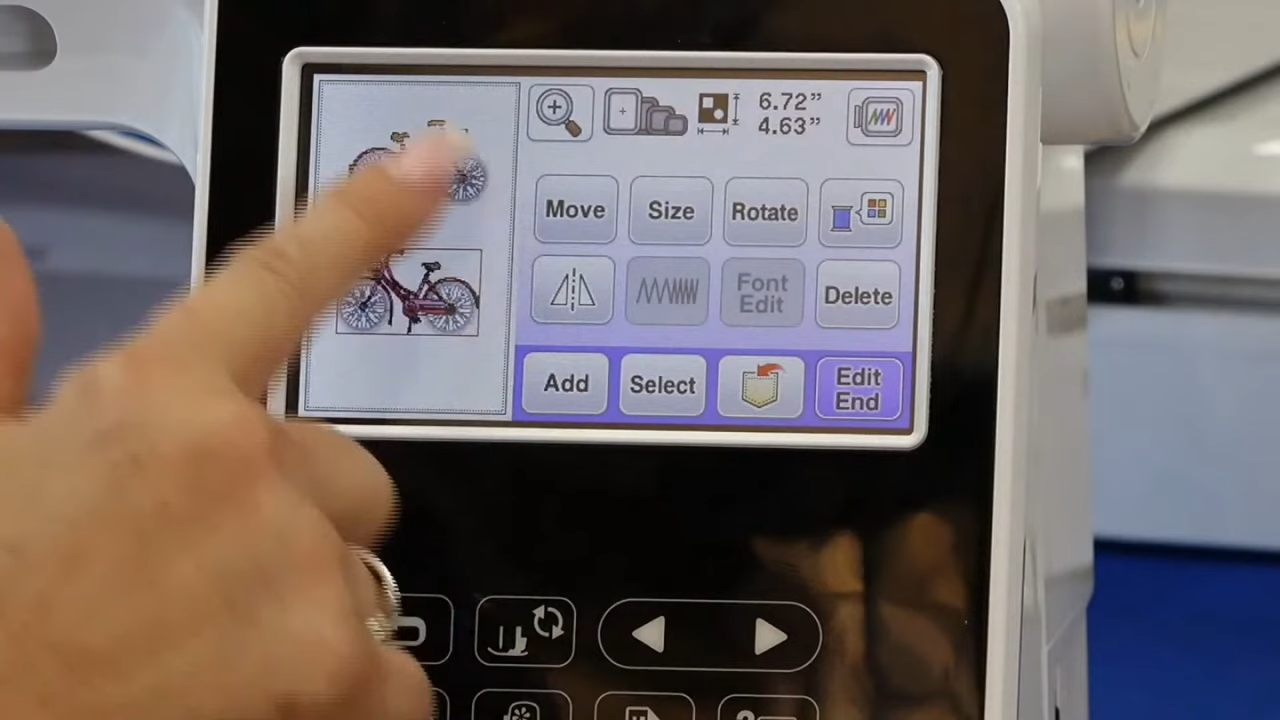 6.72”
4.63”
Move
Size
Rotate
Font
Edit
Delete
Add
Select
Edit
End